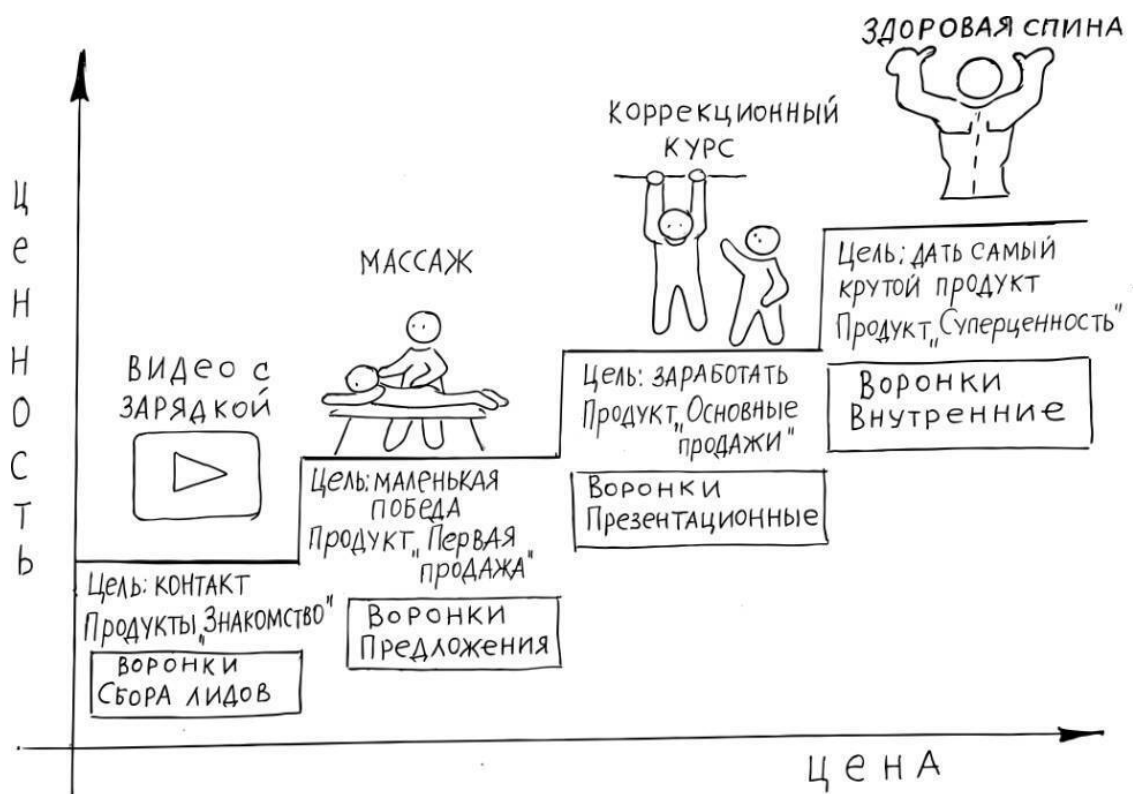 ЗДОРОВАЯ СПИНА
КОРРЕКЦИОННЫЙ
КУРС
МАССАЖ
ВИДЕО С
ЗАРЯДКОЙ
Ценность
Цель: КОНТАКТ
Продукты „Знакомство"
ВОРОНКИ
СБОРА ЛИДОВ
Цель: МАЛЕНЬКАЯ
ПОБЕДА
Продукт „Первая
продажа"
ВОРОНКИ
Предложения
Цель: ЗАРАБОТАТЬ
Продукт „Основные
продажи"
Воронки
Презентационные
Цель: ДАТЬ САМЫЙ
КРУТОЙ ПРОДУКТ
Продукт „Суперценность"
Воронки
Внутренние
ЦЕНА